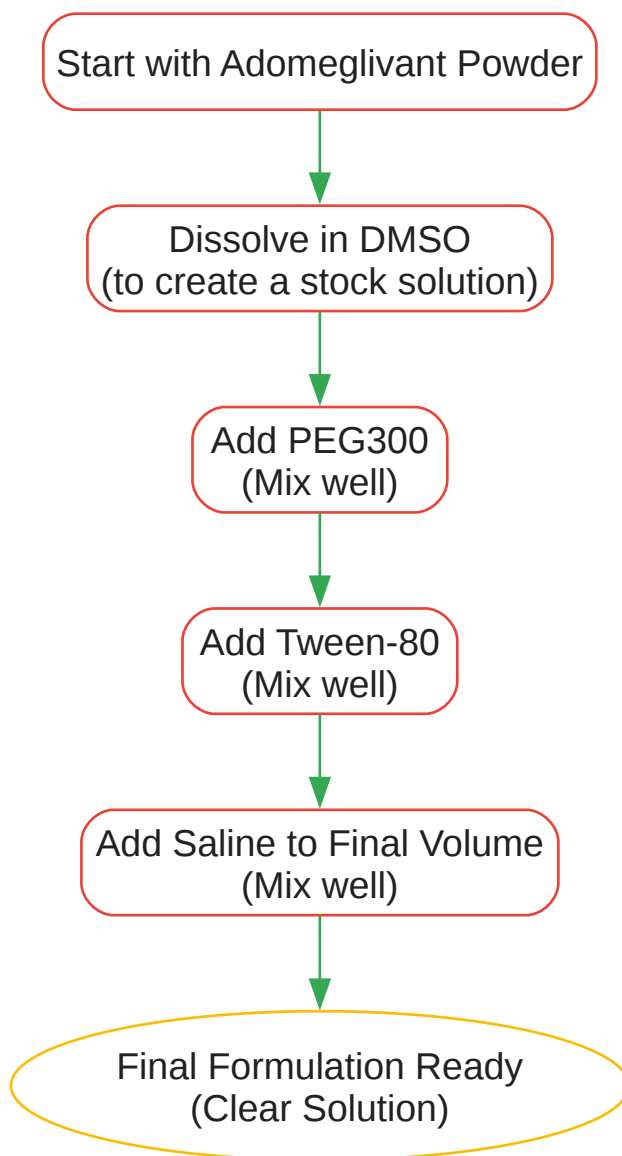 Start with Adomeglivant Powder
Dissolve in DMSO
(to create a stock solution)
Add PEG300
(Mix well)
Add Tween-80
(Mix well)
Add Saline to Final Volume
(Mix well)
Final Formulation Ready
(Clear Solution)